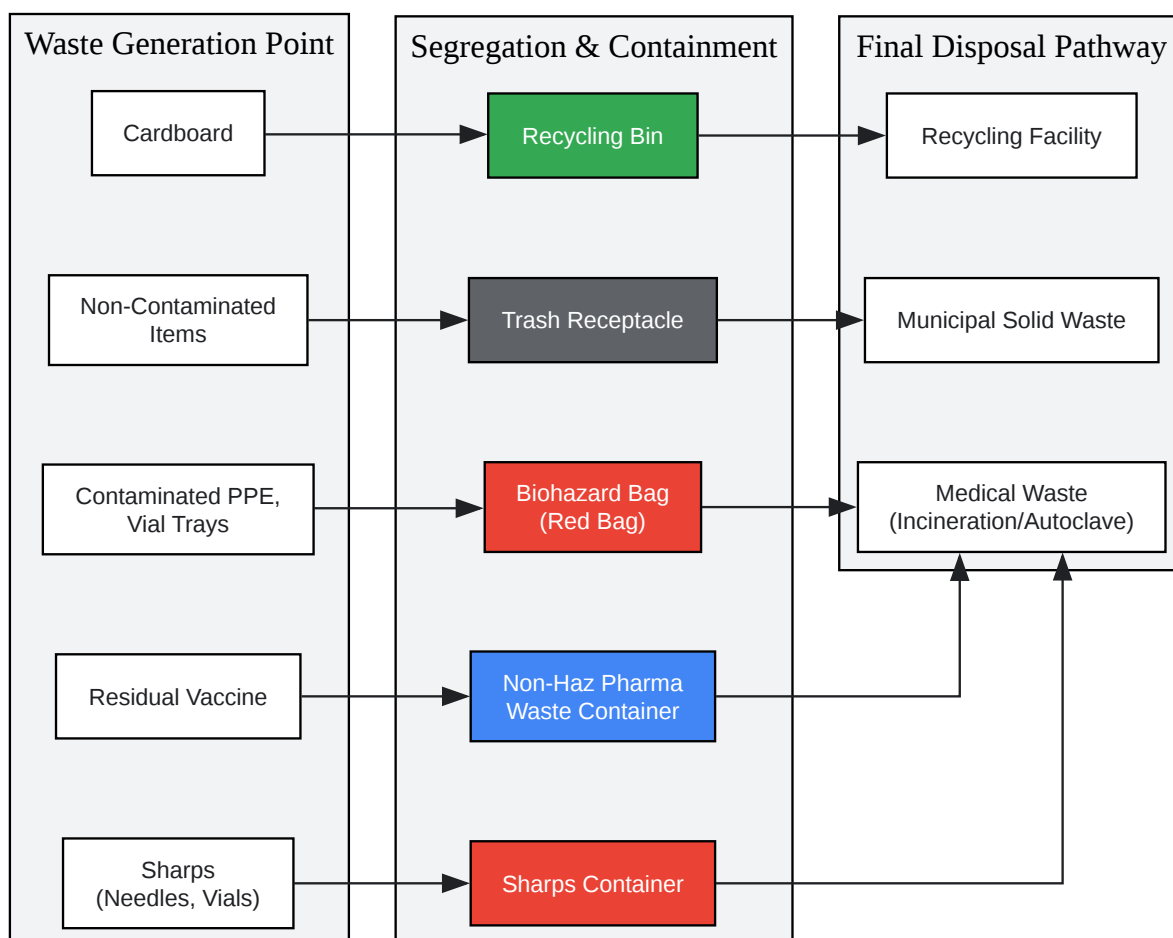 Waste Generation Point
Segregation & Containment
Final Disposal Pathway
Cardboard
Recycling Bin
Recycling Facility
Non-Contaminated
Items
Trash Receptacle
Municipal Solid Waste
Contaminated PPE,
Vial Trays
Biohazard Bag
(Red Bag)
Medical Waste
(Incineration/Autoclave)
Residual Vaccine
Non-Haz Pharma
Waste Container
Sharps
(Needles, Vials)
Sharps Container